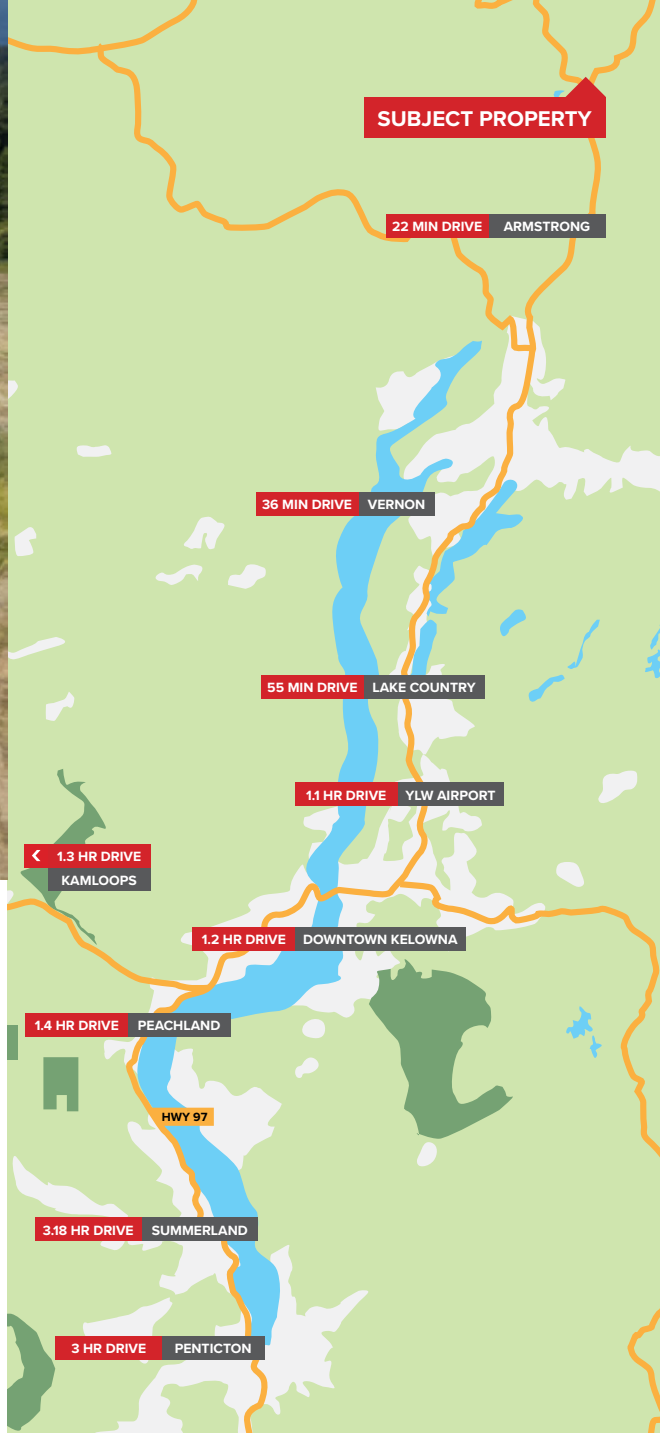 SUBJECT PROPERTY
22 MIN DRIVE ARMSTRONG
36 MIN DRIVE VERNON
55 MIN DRIVE LAKE COUNTRY
1.1 HR DRIVE YLW AIRPORT
‹ 1.3 HR DRIVE
KAMLOOPS
1.2 HR DRIVE DOWNTOWN KELOWNA
1.4 HR DRIVE PEACHLAND
HWY 97
3.18 HR DRIVE SUMMERLAND
3 HR DRIVE PENTICTON